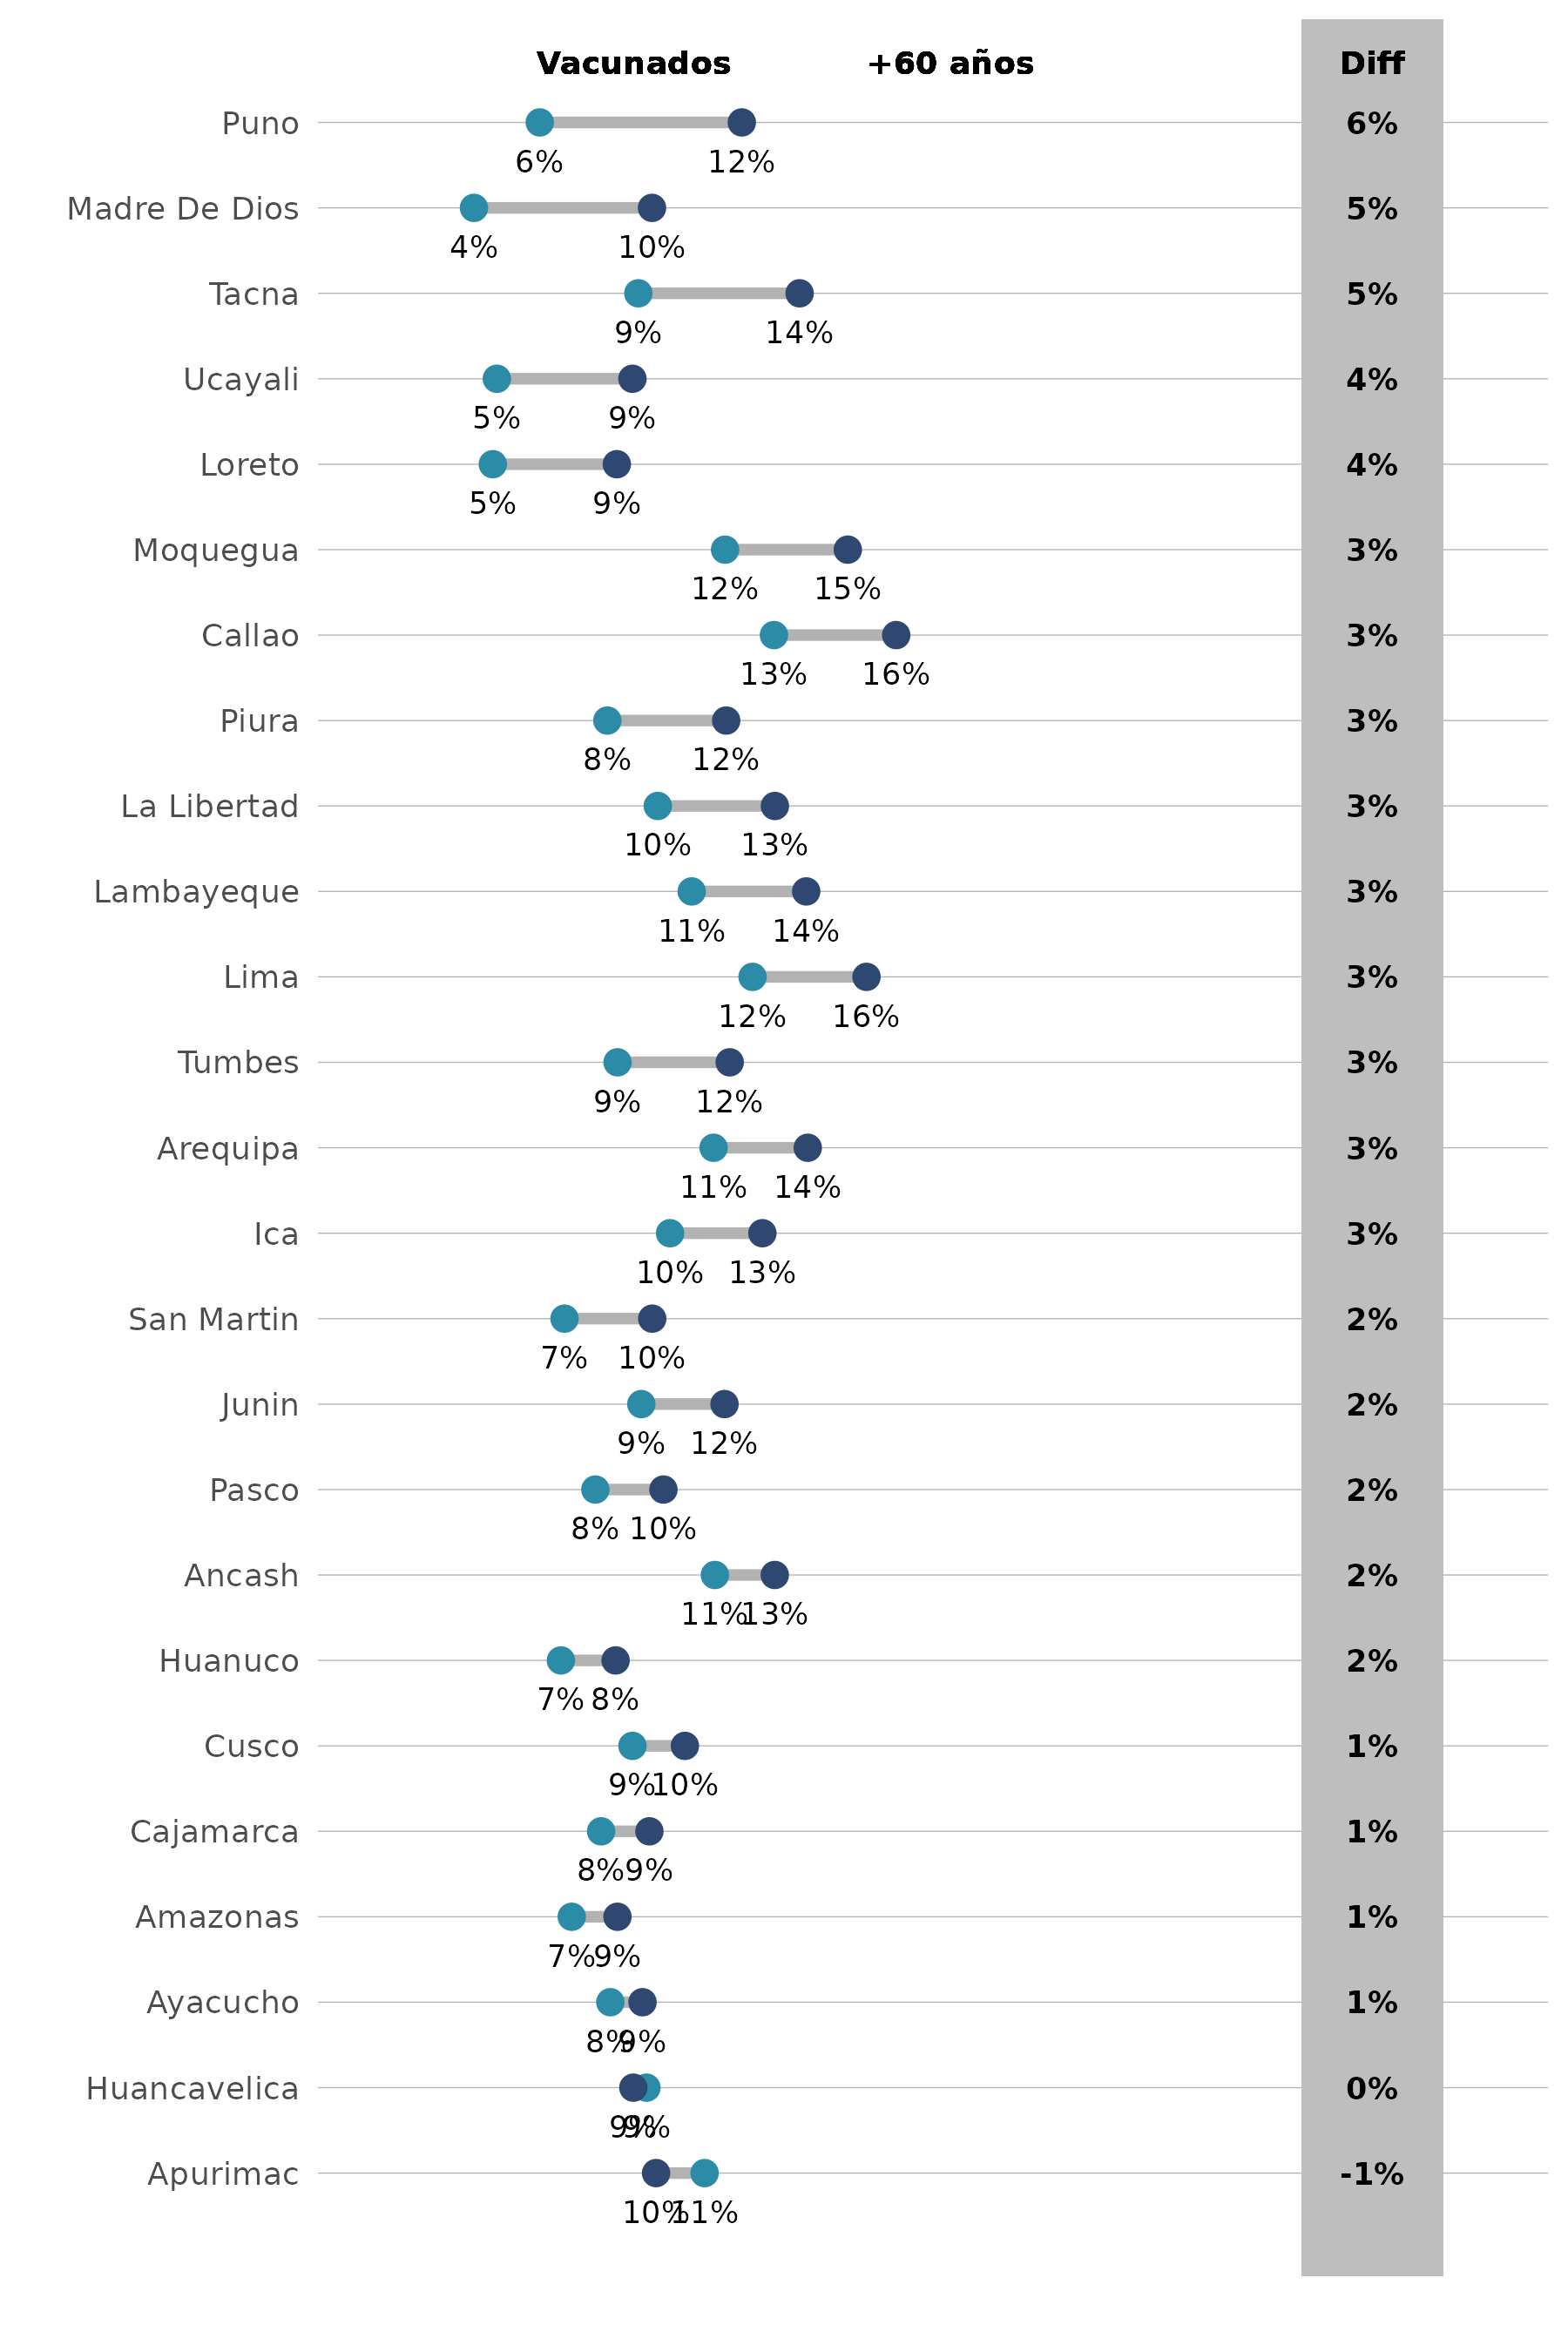 Vacunados +60 años Diff
Puno 6%
6% 12%
Madre De Dios 5%
4% 10%
Tacna 5%
9% 14%
Ucayali 4%
5% 9%
Loreto 4%
5% 9%
Moquegua 3%
12% 15%
Callao 3%
13% 16%
Piura 3%
8% 12%
La Libertad 3%
10% 13%
Lambayeque 3%
11% 14%
Lima 3%
12% 16%
Tumbes 3%
9% 12%
Arequipa 3%
11% 14%
Ica 3%
10% 13%
San Martin 2%
7% 10%
Junin 2%
9% 12%
Pasco 2%
8% 10%
Ancash 2%
11% 13%
Huanuco 2%
7% 8%
Cusco 1%
9% 10%
Cajamarca 1%
8% 9%
Amazonas 1%
7% 9%
Ayacucho 1%
8% 9%
Huancavelica 0%
9% 9%
Apurimac -1%
10% 11%